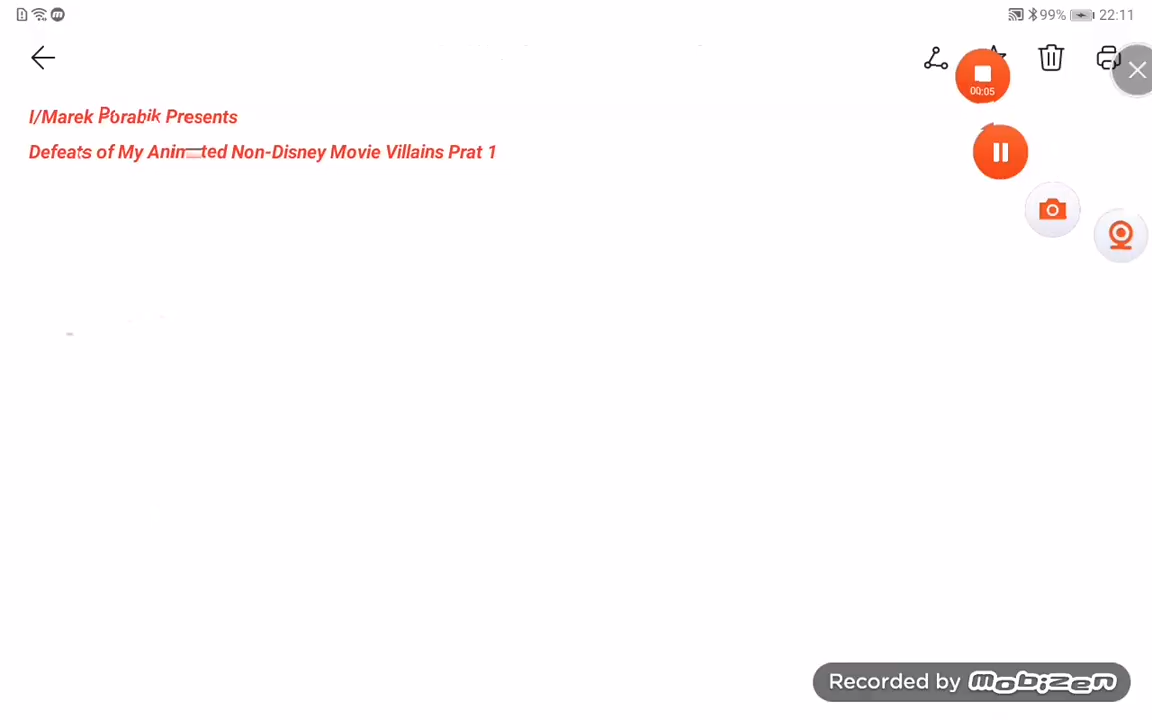 99% 22:11
00:05
I/Marek Porabik Presents
Defeats of My Animated Non-Disney Movie Villains Prat 1
Recorded by mobizen